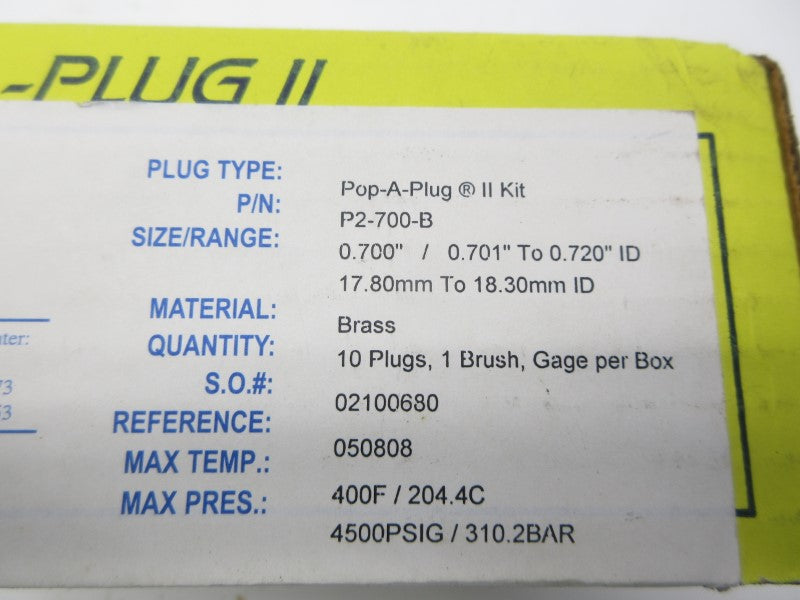 -PLUG II
PLUG TYPE: Pop-A-Plug ® II Kit
P/N: P2-700-B
SIZE/RANGE: 0.700" / 0.701" To 0.720" ID
17.80mm To 18.30mm ID
MATERIAL: Brass
QUANTITY: 10 Plugs, 1 Brush, Gage per Box
S.O.#: 02100680
REFERENCE: 050808
MAX TEMP.: 400F / 204.4C
MAX PRES.: 4500PSIG / 310.2BAR